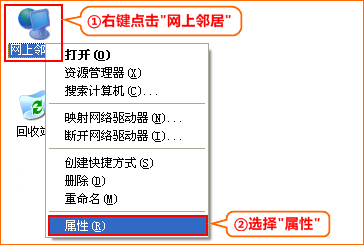 ①右键点击"网上邻居"
网上邻
打开(O)
资源管理器(X)
搜索计算机(C)...
映射网络驱动器(N)...
断开网络驱动器(I)...
回收站
创建快捷方式(S)
删除(D)
重命名(M)
属性(R)
②选择"属性"